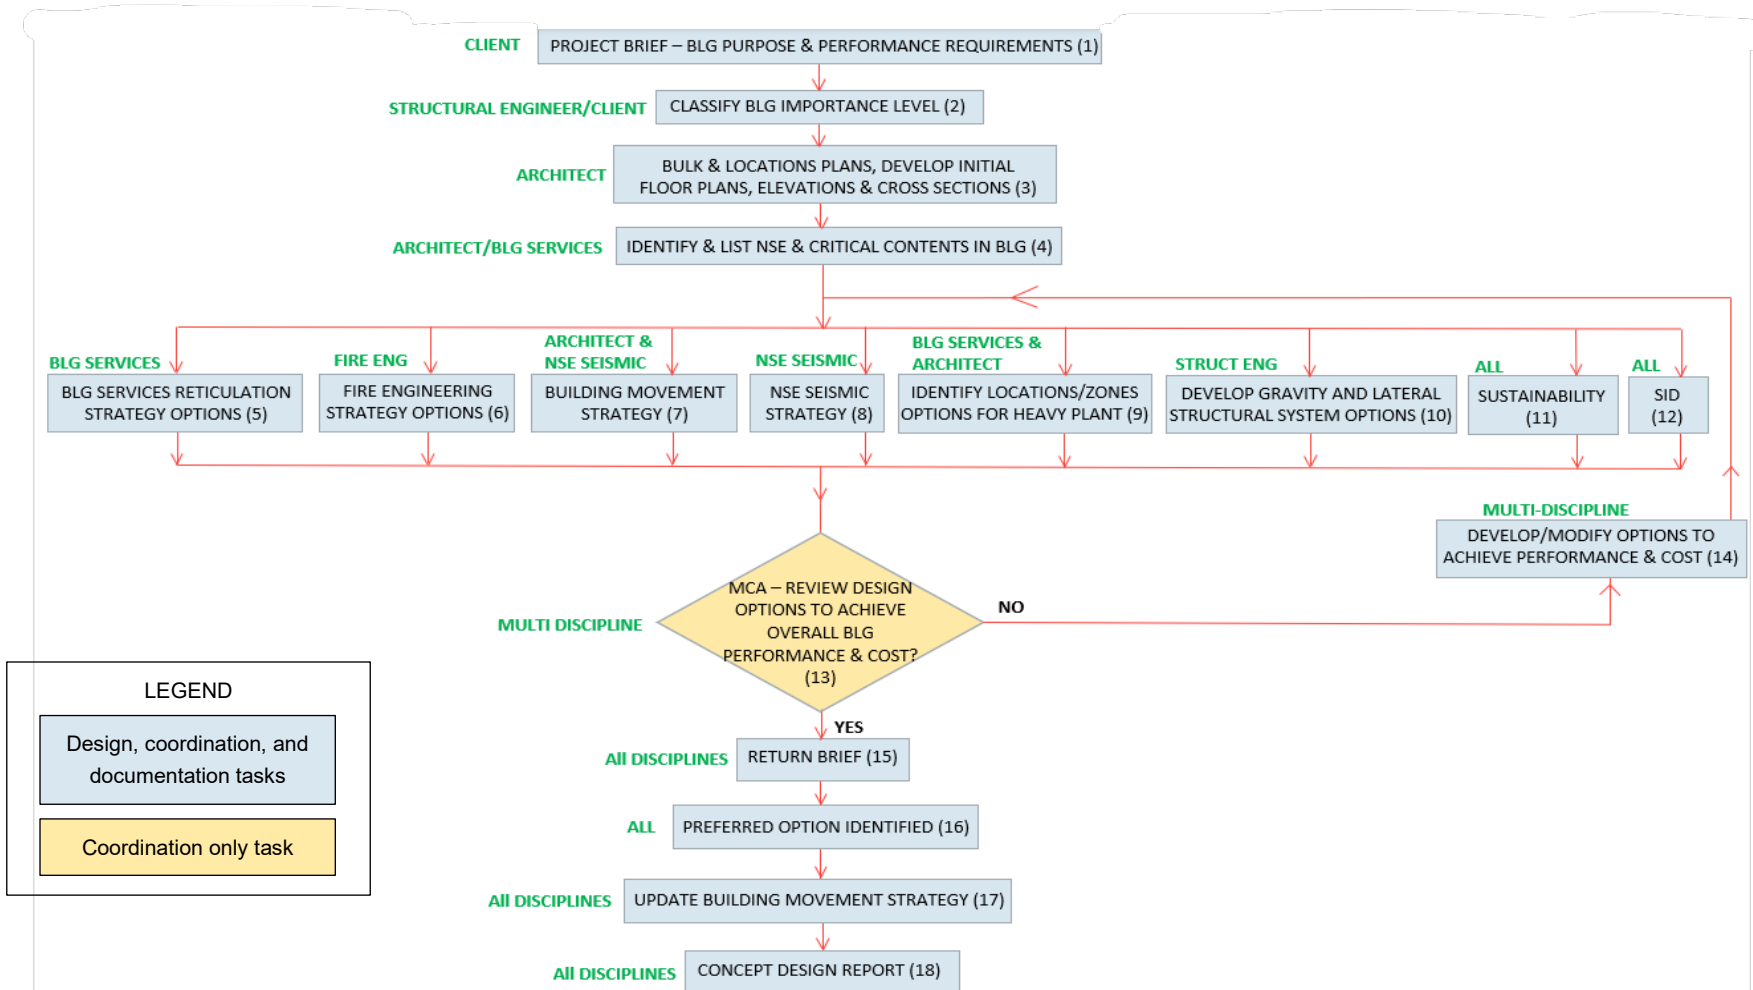 CLIENT
PROJECT BRIEF – BLG PURPOSE & PERFORMANCE REQUIREMENTS (1)
STRUCTURAL ENGINEER/CLIENT
CLASSIFY BLG IMPORTANCE LEVEL (2)
ARCHITECT
BULK & LOCATIONS PLANS, DEVELOP INITIAL
FLOOR PLANS, ELEVATIONS & CROSS SECTIONS (3)
ARCHITECT/BLG SERVICES
IDENTIFY & LIST NSE & CRITICAL CONTENTS IN BLG (4)
BLG SERVICES
BLG SERVICES RETICULATION
STRATEGY OPTIONS (5)
FIRE ENG
FIRE ENGINEERING
STRATEGY OPTIONS (6)
ARCHITECT &
NSE SEISMIC
BUILDING MOVEMENT
STRATEGY (7)
NSE SEISMIC
NSE SEISMIC
STRATEGY (8)
BLG SERVICES &
ARCHITECT
IDENTIFY LOCATIONS/ZONES
OPTIONS FOR HEAVY PLANT (9)
STRUCT ENG
DEVELOP GRAVITY AND LATERAL
STRUCTURAL SYSTEM OPTIONS (10)
ALL
SUSTAINABILITY
(11)
ALL
SID
(12)
MULTI-DISCIPLINE
DEVELOP/MODIFY OPTIONS TO
ACHIEVE PERFORMANCE & COST (14)
MULTI DISCIPLINE
MCA – REVIEW DESIGN
OPTIONS TO ACHIEVE
OVERALL BLG
PERFORMANCE & COST?
(13)
NO
YES
All DISCIPLINES
RETURN BRIEF (15)
ALL
PREFERRED OPTION IDENTIFIED (16)
All DISCIPLINES
UPDATE BUILDING MOVEMENT STRATEGY (17)
All DISCIPLINES
CONCEPT DESIGN REPORT (18)
LEGEND
Design, coordination, and
documentation tasks
Coordination only task